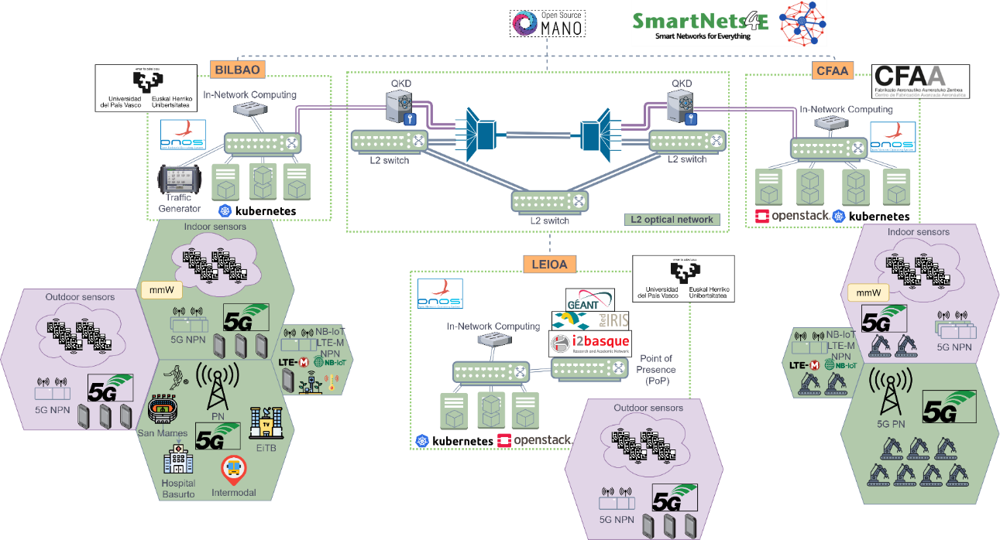 Open Source
MANO
SmartNets4E
Smart Networks for Everything
BILBAO
CFAA
Universidad
del País Vasco
Euskal Herriko
Unibertsitatea
In-Network Computing
onos
Traffic
Generator
kubernetes
QKD
QKD
L2 switch
L2 switch
L2 switch
L2 optical network
CFAA
Fabrikazio Aeronautiko Aurreratuko Zentroa
Centro de Fabricación Avanzada Aeronáutica
In-Network Computing
onos
openstack.
kubernetes
LEIOA
Universidad
del País Vasco
Euskal Herriko
Unibertsitatea
onos
In-Network Computing
GÉANT
RedIRIS
i2basque
Research and Academic Network
Point of
Presence
(PoP)
kubernetes
openstack.
Outdoor sensors
5G NPN
5G
Indoor sensors
mmW
5G NPN
5G
Outdoor sensors
5G NPN
5G
NB-IoT
LTE-M
NPN
LTE-M
NB-IoT
PN
San Mames
5G
TV
EiTB
Hospital
Basurto
Intermodal
Indoor sensors
mmW
5G
5G NPN
NB-IoT
LTE-M
NPN
LTE-M
NB-IoT
5G PN
5G